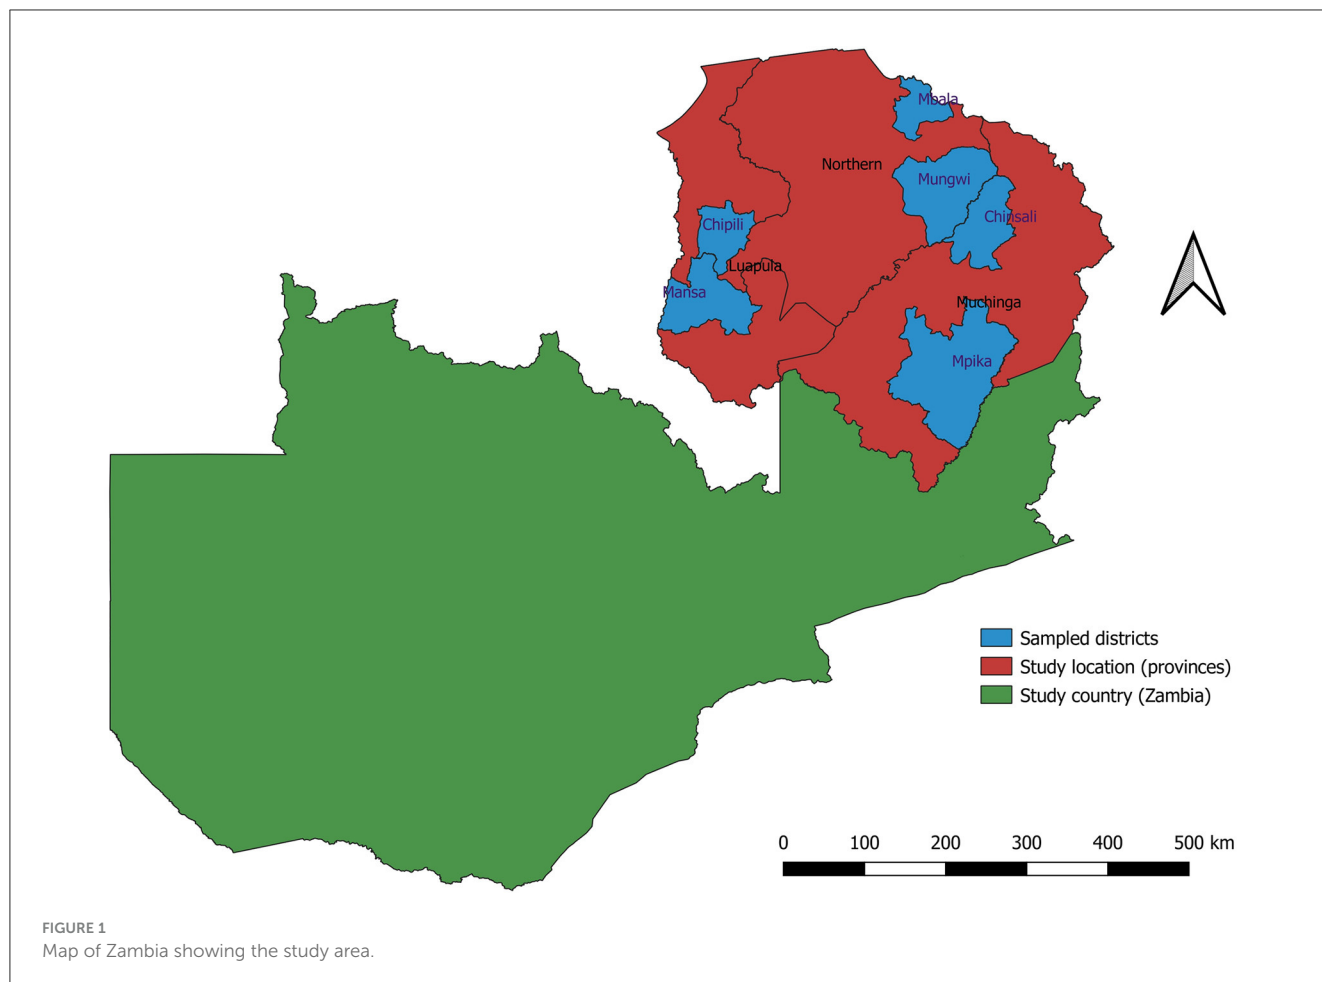 Mbala
Northern
Mungwi
Chinsali
Chipili
Luapula
Mansa
Muchinga
Mpika
Sampled districts
Study location (provinces)
Study country (Zambia)
0 100 200 300 400 500 km
FIGURE 1
Map of Zambia showing the study area.